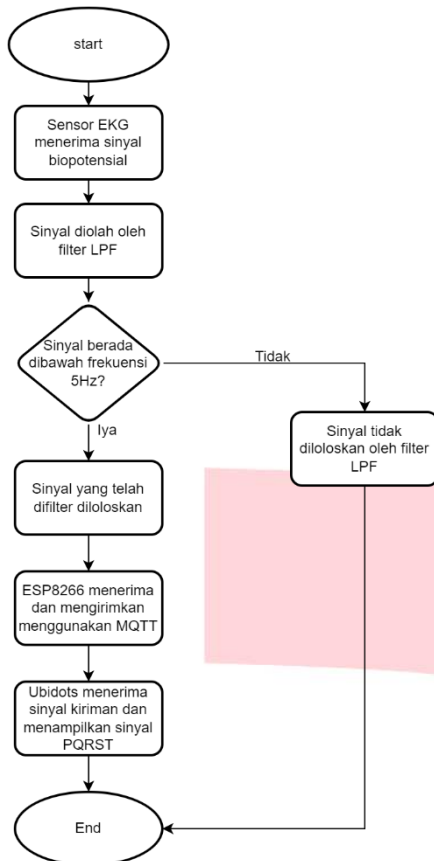 start
Sensor EKG
menerima sinyal
biopotensial
Sinyal diolah oleh
filter LPF
Sinyal berada
dibawah frekuensi
5Hz?
Tidak
Iya
Sinyal tidak
diloloskan oleh filter
LPF
Sinyal yang telah
difilter diloloskan
ESP8266 menerima
dan mengirimkan
menggunakan MQTT
Ubidots menerima
sinyal kiriman dan
menampilkan sinyal
PQRST
End